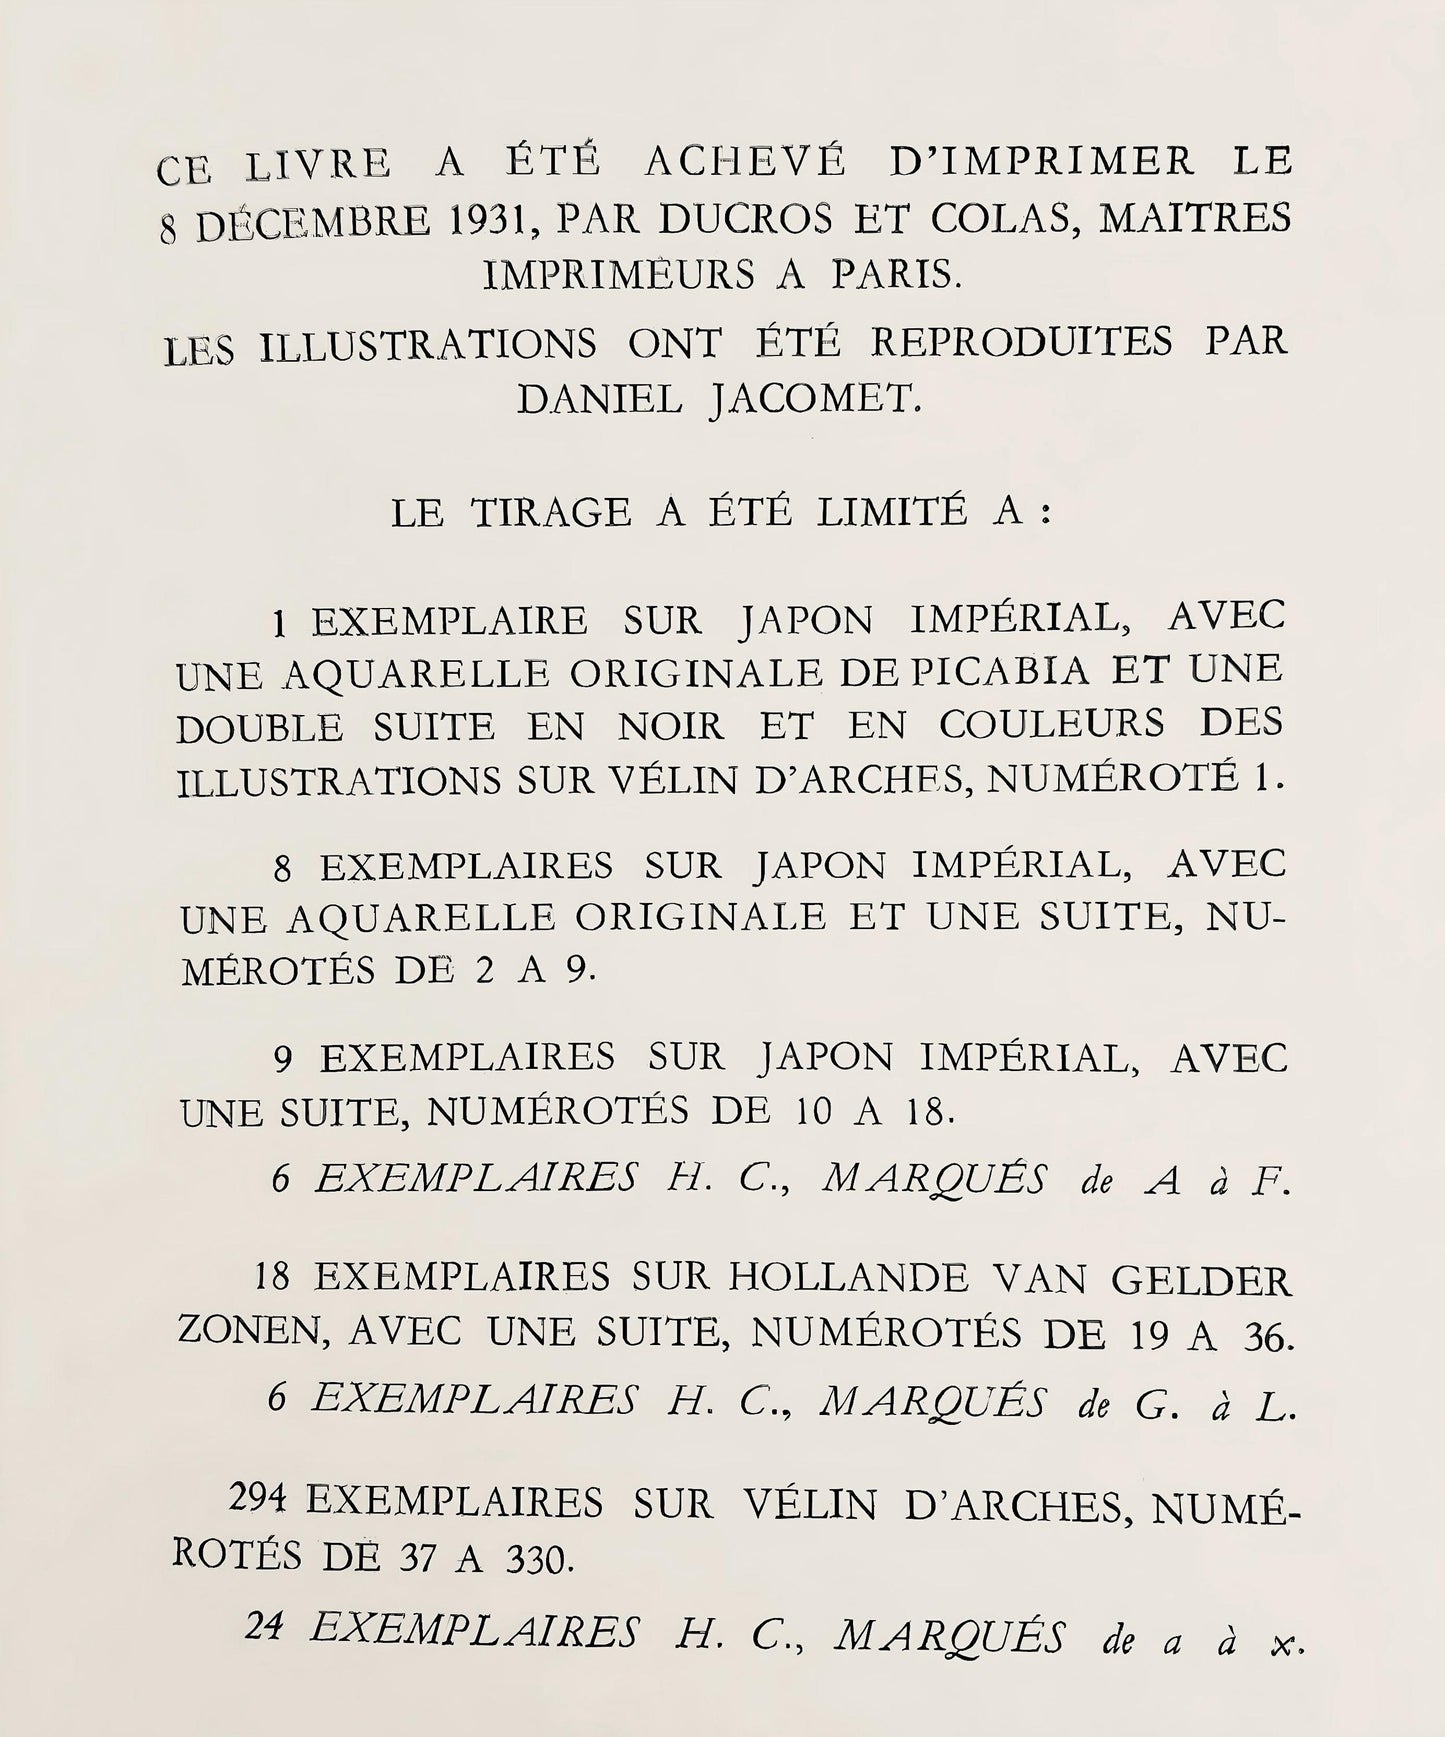 CE LIVRE A ÉTÉ ACHEVÉ D'IMPRIMER LE
8 DÉCEMBRE 1931, PAR DUCROS ET COLAS, MAITRES
IMPRIMEURS A PARIS.
LES ILLUSTRATIONS ONT ÉTÉ REPRODUITES PAR
DANIEL JACOMET.
LE TIRAGE A ÉTÉ LIMITÉ A :
1 EXEMPLAIRE SUR JAPON IMPÉRIAL, AVEC
UNE AQUARELLE ORIGINALE DE PICABIA ET UNE
DOUBLE SUITE EN NOIR ET EN COULEURS DES
ILLUSTRATIONS SUR VÉLIN D'ARCHES, NUMÉROTÉ 1.
8 EXEMPLAIRES SUR JAPON IMPÉRIAL, AVEC
UNE AQUARELLE ORIGINALE ET UNE SUITE, NU-
MÉROTÉS DE 2 A 9.
9 EXEMPLAIRES SUR JAPON IMPÉRIAL, AVEC
UNE SUITE, NUMÉROTÉS DE 10 A 18.
6 EXEMPLAIRES H. C., MARQUÉS de A à F.
18 EXEMPLAIRES SUR HOLLANDE VAN GELDER
ZONEN, AVEC UNE SUITE, NUMÉROTÉS DE 19 A 36.
6 EXEMPLAIRES H. C., MARQUÉS de G. à L.
294 EXEMPLAIRES SUR VÉLIN D'ARCHES, NUMÉ-
ROTÉS DE 37 A 330.
24 EXEMPLAIRES H. C., MARQUÉS de a à x.